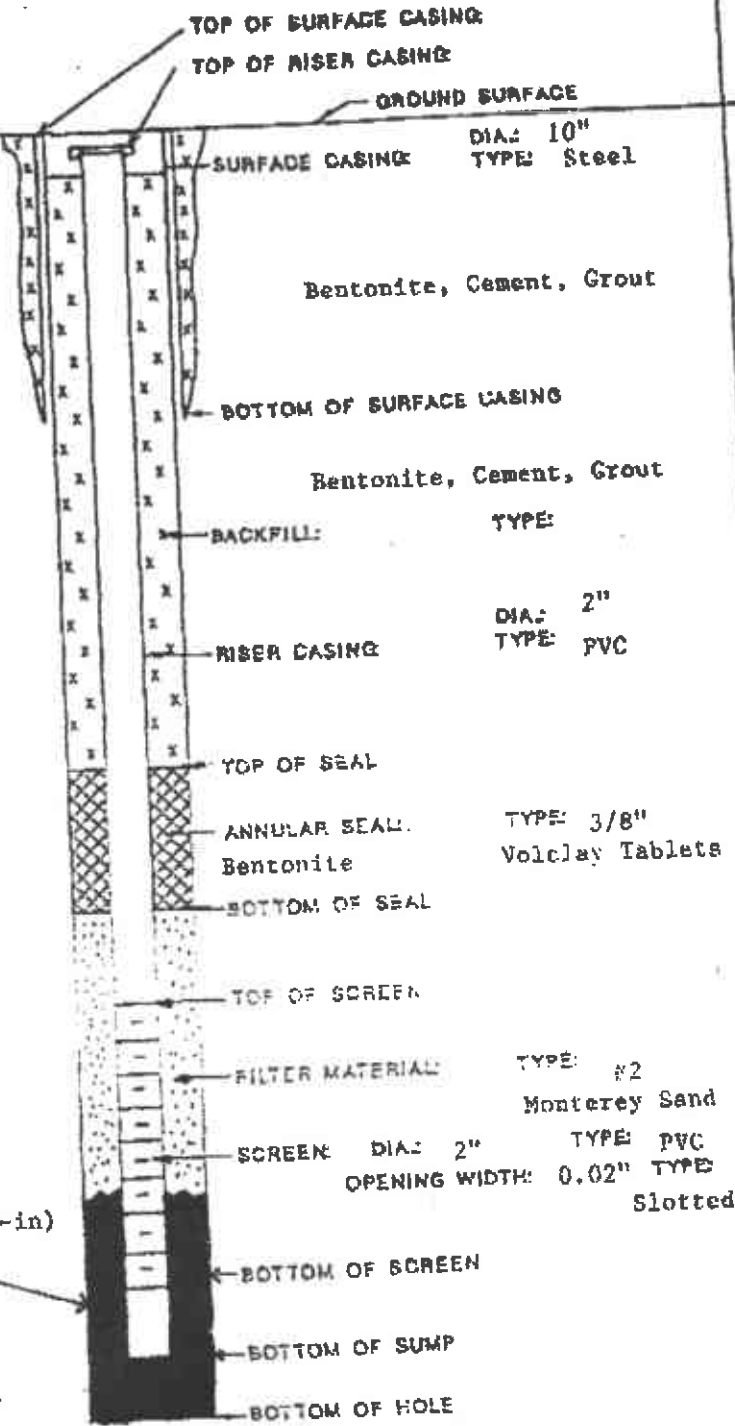 TOP OF SURFACE CASING
TOP OF RISER CASING
GROUND SURFACE
SURFACE CASING: DIA.: 10"
TYPE: Steel
Bentonite, Cement, Grout
BOTTOM OF SURFACE CASING
Bentonite, Cement, Grout
BACKFILL: TYPE:
RISER CASING: DIA.: 2"
TYPE: PVC
TOP OF SEAL
ANNULAR SEAL: TYPE: 3/8"
Bentonite Volclay Tablets
BOTTOM OF SEAL
TOP OF SCREEN
FILTER MATERIAL: TYPE: #2
Monterey Sand
SCREEN: DIA.: 2" TYPE: PVC
OPENING WIDTH: 0.02" TYPE:
Slotted
-in)
BOTTOM OF SCREEN
BOTTOM OF SUMP
BOTTOM OF HOLE